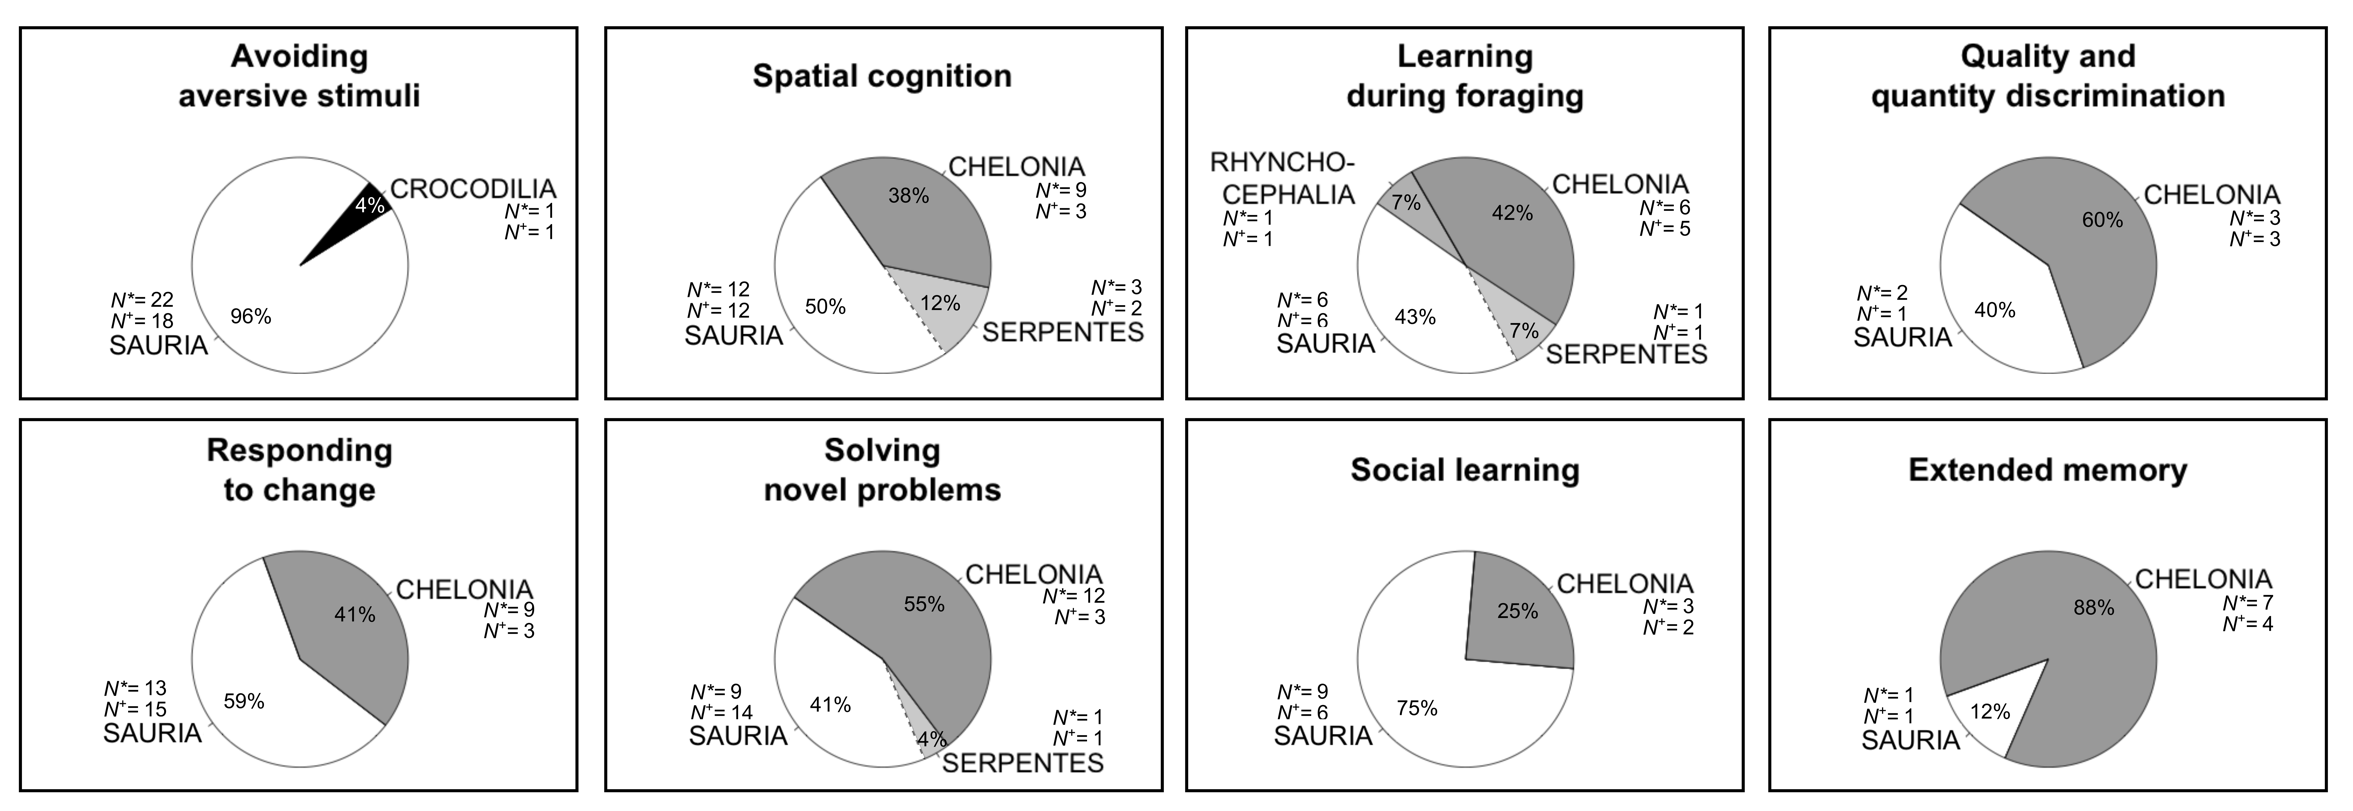 Avoiding
aversive stimuli
CROCODILIA
4%
N*= 1
N+= 1
N*= 22
N+= 18
96%
SAURIA
Spatial cognition
CHELONIA
38%
N*= 9
N+= 3
N*= 12
N+= 12
50%
SAURIA
12%
N*= 3
N+= 2
SERPENTES
Learning
during foraging
RHYNCHO-
CEPHALIA
7%
N*= 1
N+= 1
CHELONIA
42%
N*= 6
N+= 5
N*= 6
N+= 6
43%
SAURIA
7%
N*= 1
N+= 1
SERPENTES
Quality and
quantity discrimination
CHELONIA
60%
N*= 3
N+= 3
N*= 2
N+= 1
40%
SAURIA
Responding
to change
CHELONIA
41%
N*= 9
N+= 3
N*= 13
N+= 15
59%
SAURIA
Solving
novel problems
CHELONIA
55%
N*= 12
N+= 3
N*= 9
N+= 14
41%
SAURIA
4%
N*= 1
N+= 1
SERPENTES
Social learning
CHELONIA
25%
N*= 3
N+= 2
N*= 9
N+= 6
75%
SAURIA
Extended memory
CHELONIA
88%
N*= 7
N+= 4
N*= 1
N+= 1
12%
SAURIA